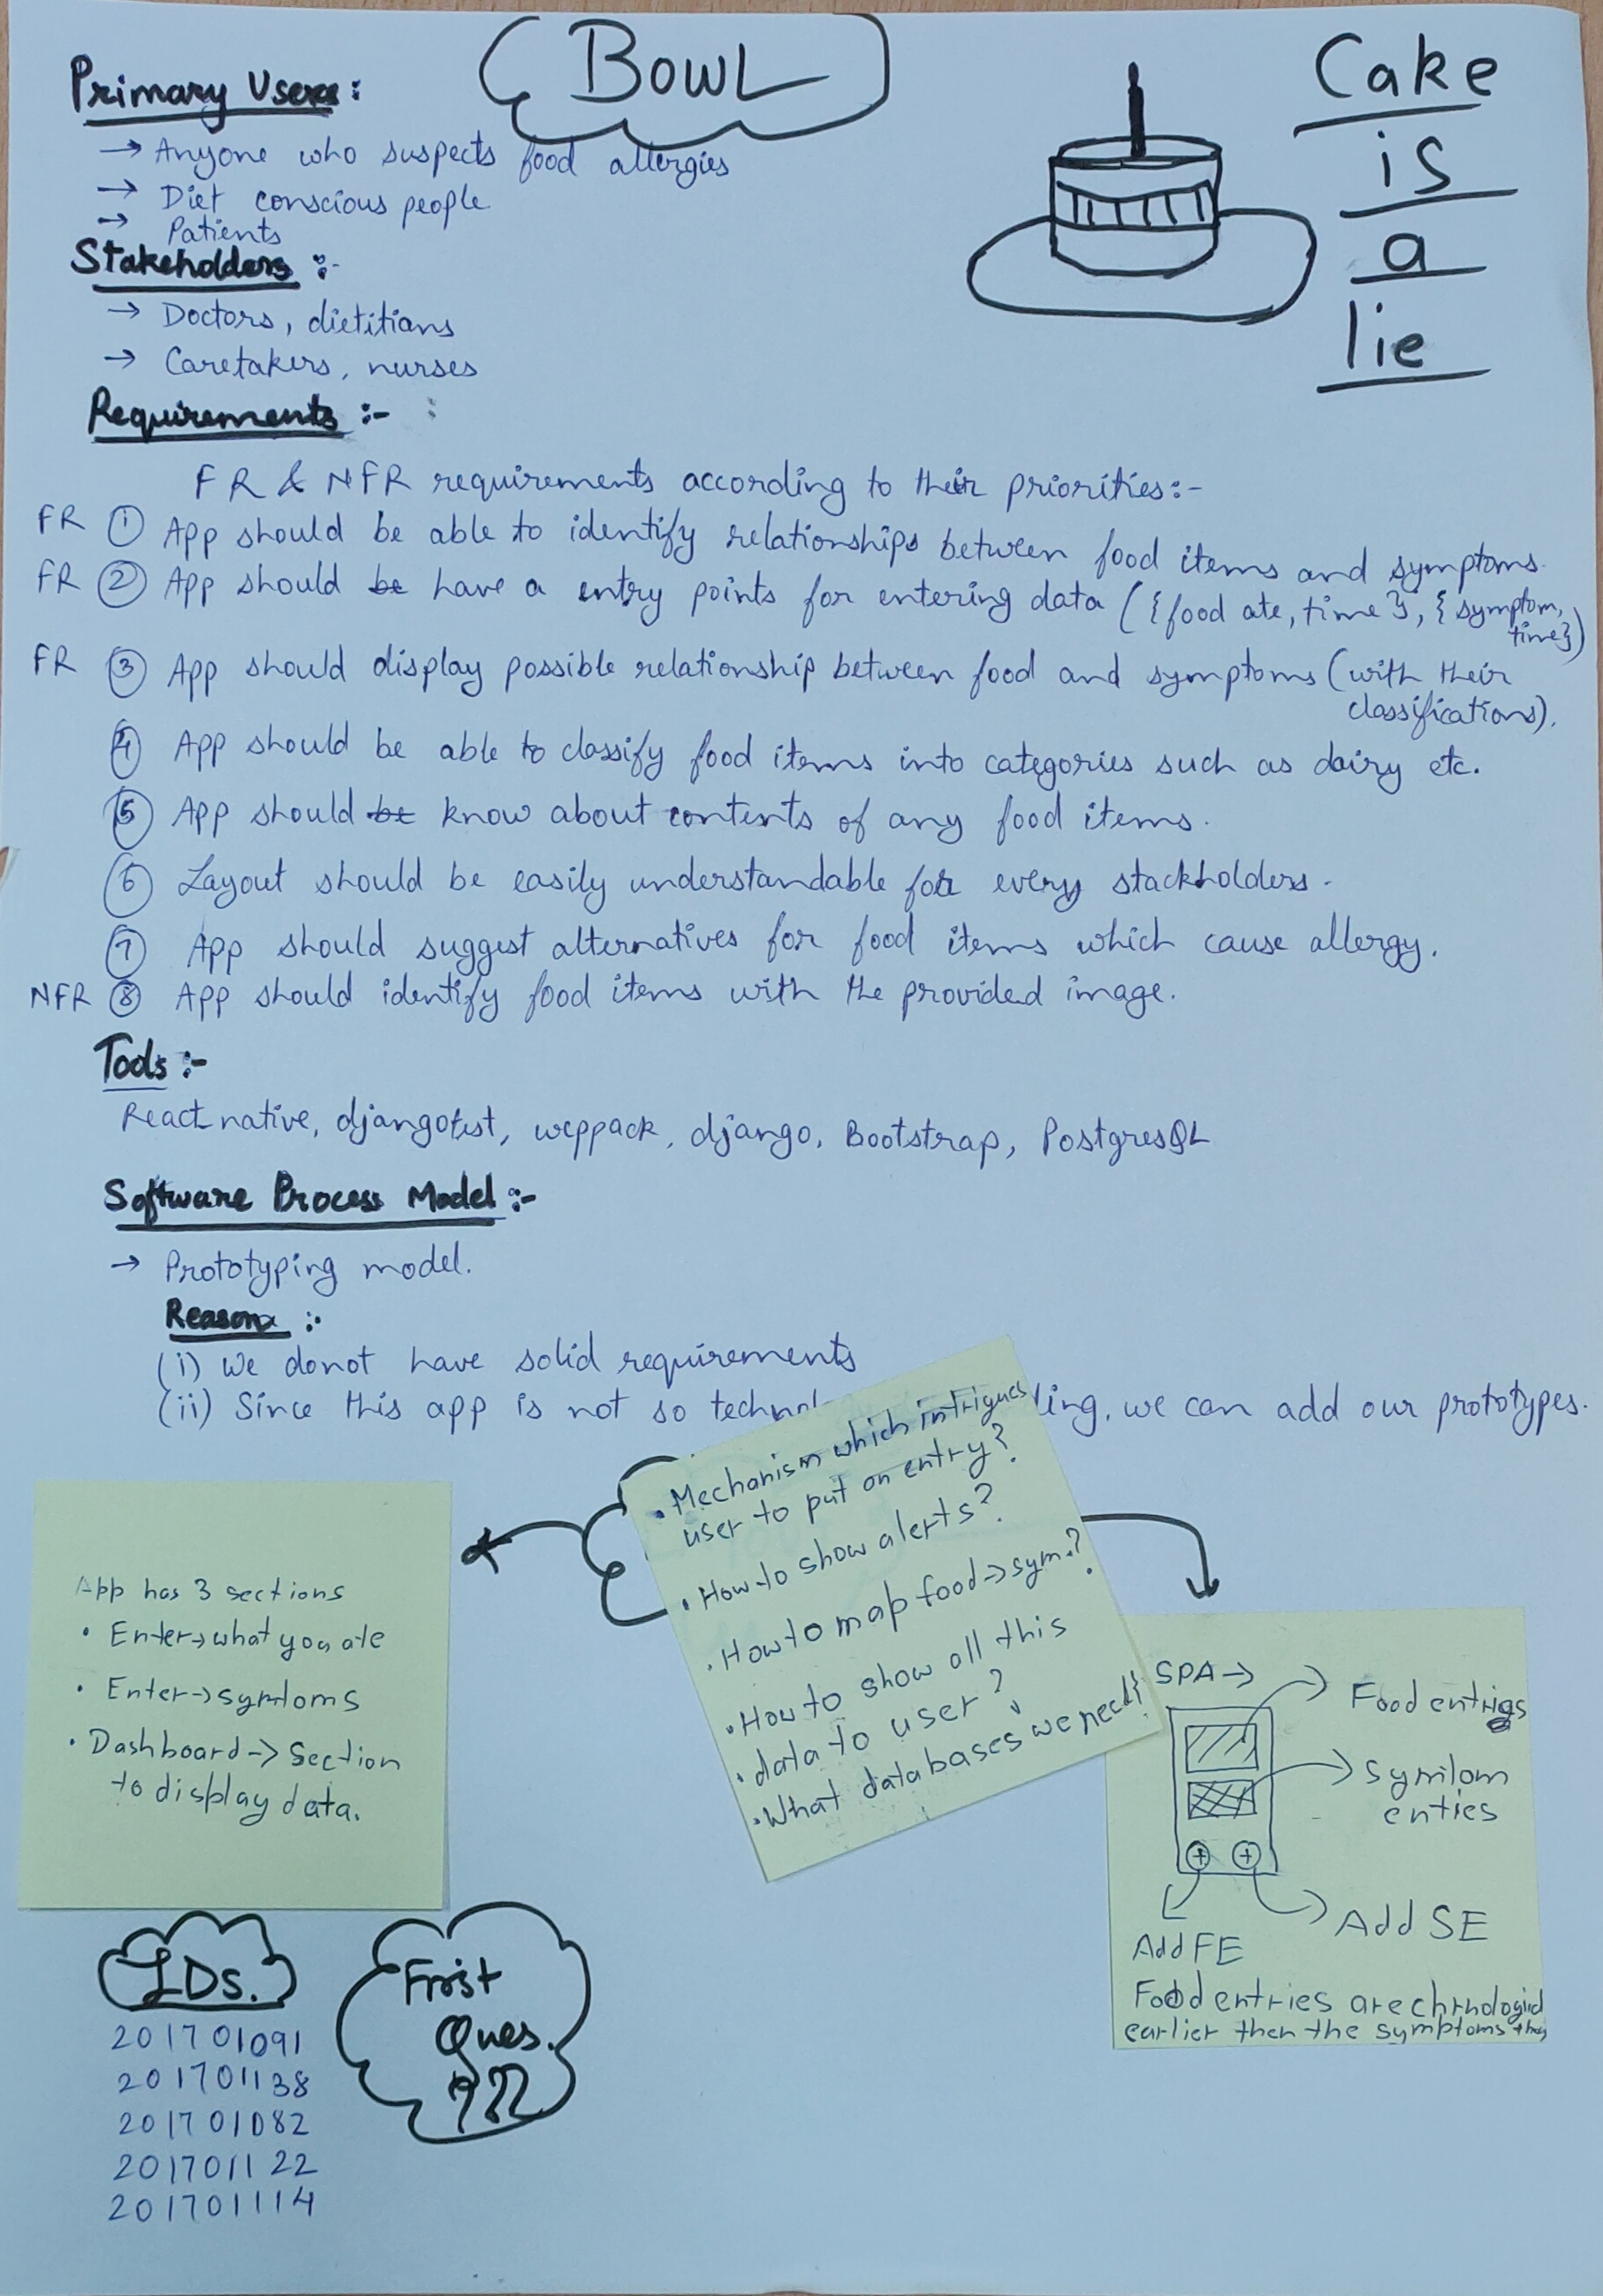 BOWL
Cake
is
a
lie
Primary Users:
→ Anyone who suspects food allergies
→ Diet conscious people
→ Patients
Stakeholders :-
→ Doctors, dietitians
→ Caretakers, nurses
Requirements :-
FR & NFR requirements according to their priorities:-
FR ① App should be able to identify relationships between food items and symptoms.
FR ② App should be have a entry points for entering data ({food ate, time}, {symptom,
time})
FR ③ App should display possible relationship between food and symptoms (with their
classifications).
④ App should be able to classify food items into categories such as dairy etc.
⑤ App should be know about contents of any food items.
⑥ Layout should be easily understandable for every stackholders.
⑦ App should suggest alternatives for food items which cause allergy.
NFR ⑧ App should identify food items with the provided image.
Tools :-
React native, django, Bootstrap, PostgresQL
Software Process Model :-
→ Prototyping model.
Reason :-
(i) We donot have solid requirements
(ii) Since this app is not so technol ling, we can add our prototypes.
App has 3 sections
• Enter→what you ate
• Enter→symtoms
• Dashboard→Section
to display data.
• Mechanism which intrigues
user to put an entry?
• How to show alerts?
• How to map food→sym.?
• How to show all this
• data to user?
• What databases we need?
SPA→
Food entries
Symtom
enties
Add FE
Add SE
Food entries are
earlier then the symptoms
IDs.
201701091
201701138
201701082
201701122
201701114
Frist
Ques.
???